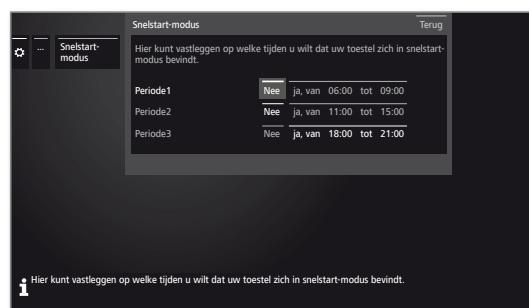 Snelstart-modus Terug
... Snelstart-
modus
Hier kunt vastleggen op welke tijden u wilt dat uw toestel zich in snelstart-
modus bevindt.
Periode1 Nee ja, van 06:00 tot 09:00
Periode2 Nee ja, van 11:00 tot 15:00
Periode3 Nee ja, van 18:00 tot 21:00
Hier kunt vastleggen op welke tijden u wilt dat uw toestel zich in snelstart-modus bevindt.